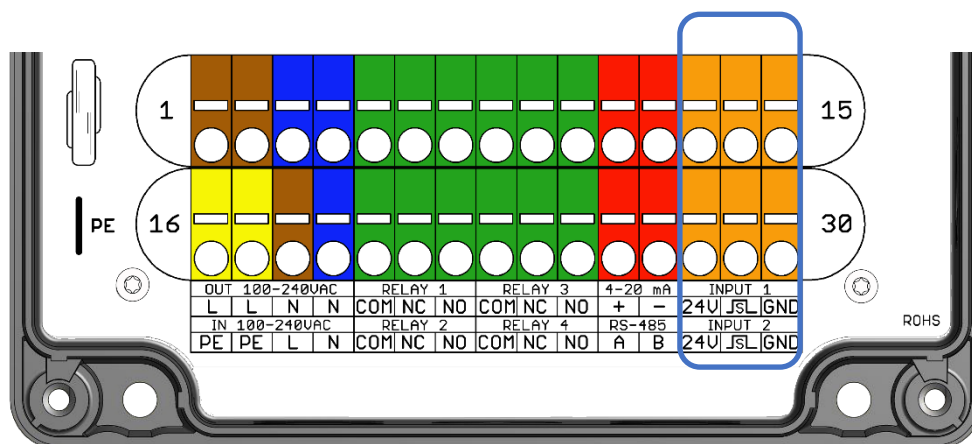 1 15
PE 16 30
OUT 100-240VAC RELAY 1 RELAY 3 4-20 mA INPUT 1
L L N N COM NC NO COM NC NO + - 24V S GND
IN 100-240VAC RELAY 2 RELAY 4 RS-485 INPUT 2
PE PE L N COM NC NO COM NC NO A B 24V S GND
ROHS